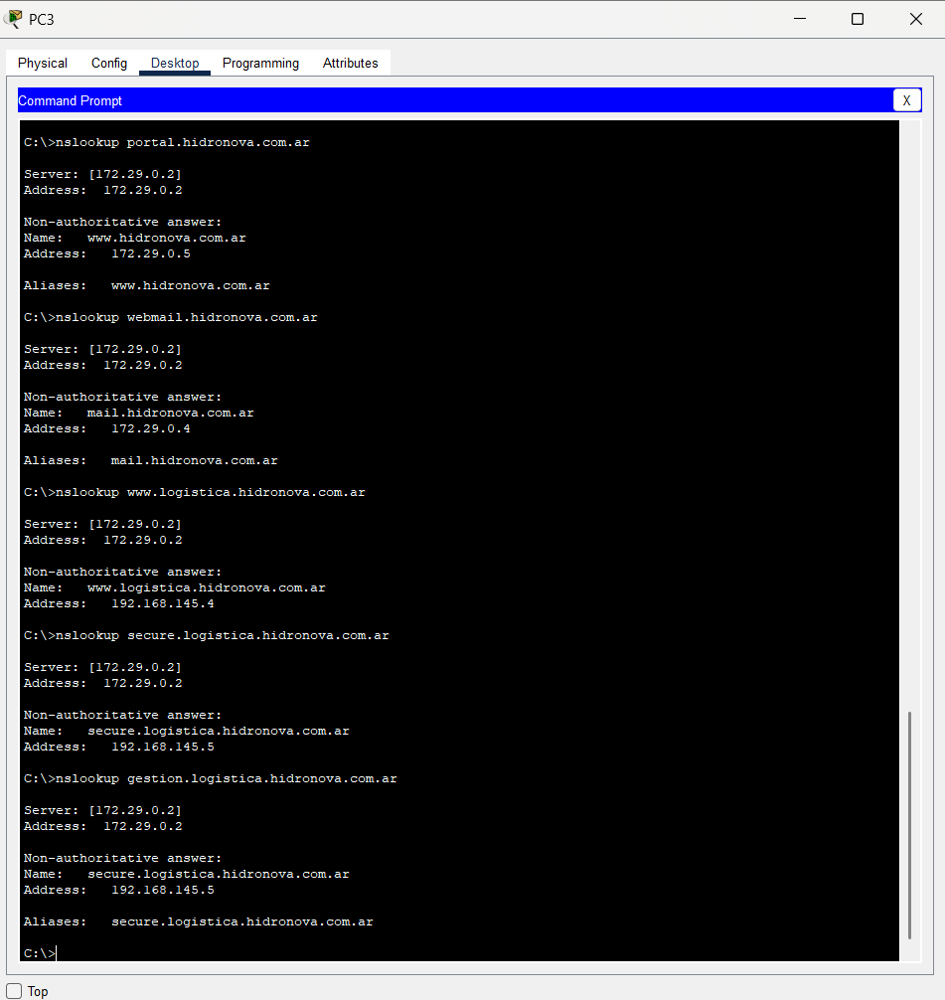 PC3
Physical Config Desktop Programming Attributes
Command Prompt X
C:\>nslookup portal.hidronova.com.ar
Server: [172.29.0.2]
Address:  172.29.0.2
Non-authoritative answer:
Name:   www.hidronova.com.ar
Address:   172.29.0.5
Aliases:   www.hidronova.com.ar
C:\>nslookup webmail.hidronova.com.ar
Server: [172.29.0.2]
Address:  172.29.0.2
Non-authoritative answer:
Name:   mail.hidronova.com.ar
Address:   172.29.0.4
Aliases:   mail.hidronova.com.ar
C:\>nslookup www.logistica.hidronova.com.ar
Server: [172.29.0.2]
Address:  172.29.0.2
Non-authoritative answer:
Name:   www.logistica.hidronova.com.ar
Address:   192.168.145.4
C:\>nslookup secure.logistica.hidronova.com.ar
Server: [172.29.0.2]
Address:  172.29.0.2
Non-authoritative answer:
Name:   secure.logistica.hidronova.com.ar
Address:   192.168.145.5
C:\>nslookup gestion.logistica.hidronova.com.ar
Server: [172.29.0.2]
Address:  172.29.0.2
Non-authoritative answer:
Name:   secure.logistica.hidronova.com.ar
Address:   192.168.145.5
Aliases:   secure.logistica.hidronova.com.ar
C:\>
Top